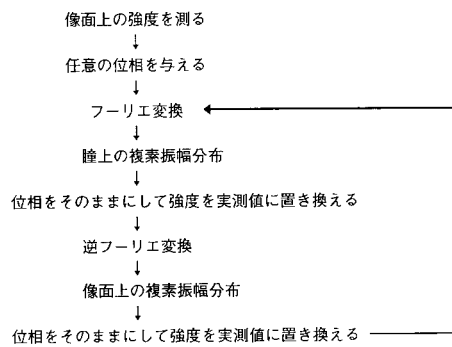 像面上の強度を測る
任意の位相を与える
フーリエ変換
瞳上の複素振幅分布
位相をそのままにして強度を実測値に置き換える
逆フーリエ変換
像面上の複素振幅分布
位相をそのままにして強度を実測値に置き換える